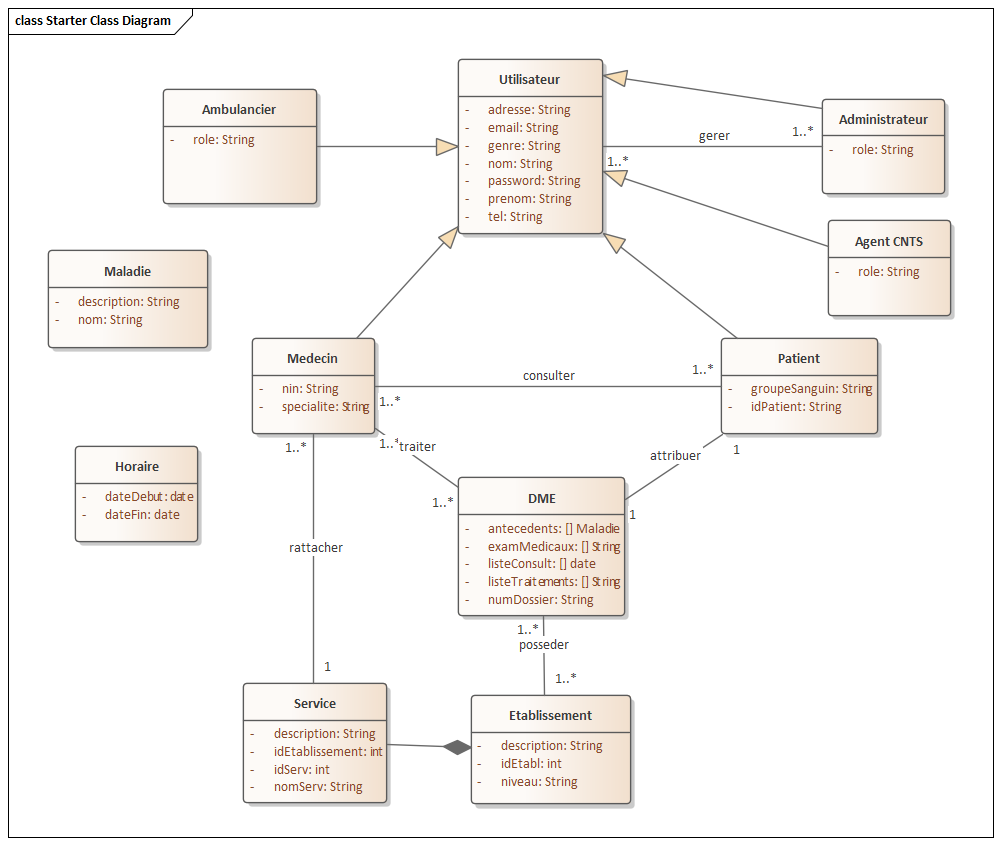 class Starter Class Diagram
Utilisateur
- adresse: String
- email: String
- genre: String
- nom: String
- password: String
- prenom: String
- tel: String
Ambulancier
- role: String
Administrateur
- role: String
gerer
1..*
1..*
Agent CNTS
- role: String
Maladie
- description: String
- nom: String
Medecin
- nin: String
- specialite: String
Patient
- groupeSanguin: String
- idPatient: String
consulter
1..*
1..*
1..*
1..*
traiter
1..*
attribuer
1
1
Horaire
- dateDebut: date
- dateFin: date
DME
- antecedents: [] Maladie
- examMedicaux: [] String
- listeConsult: [] date
- listeTraitements: [] String
- numDossier: String
rattacher
1
1..*
posseder
1..*
Service
- description: String
- idEtablissement: int
- idServ: int
- nomServ: String
Etablissement
- description: String
- idEtabl: int
- niveau: String